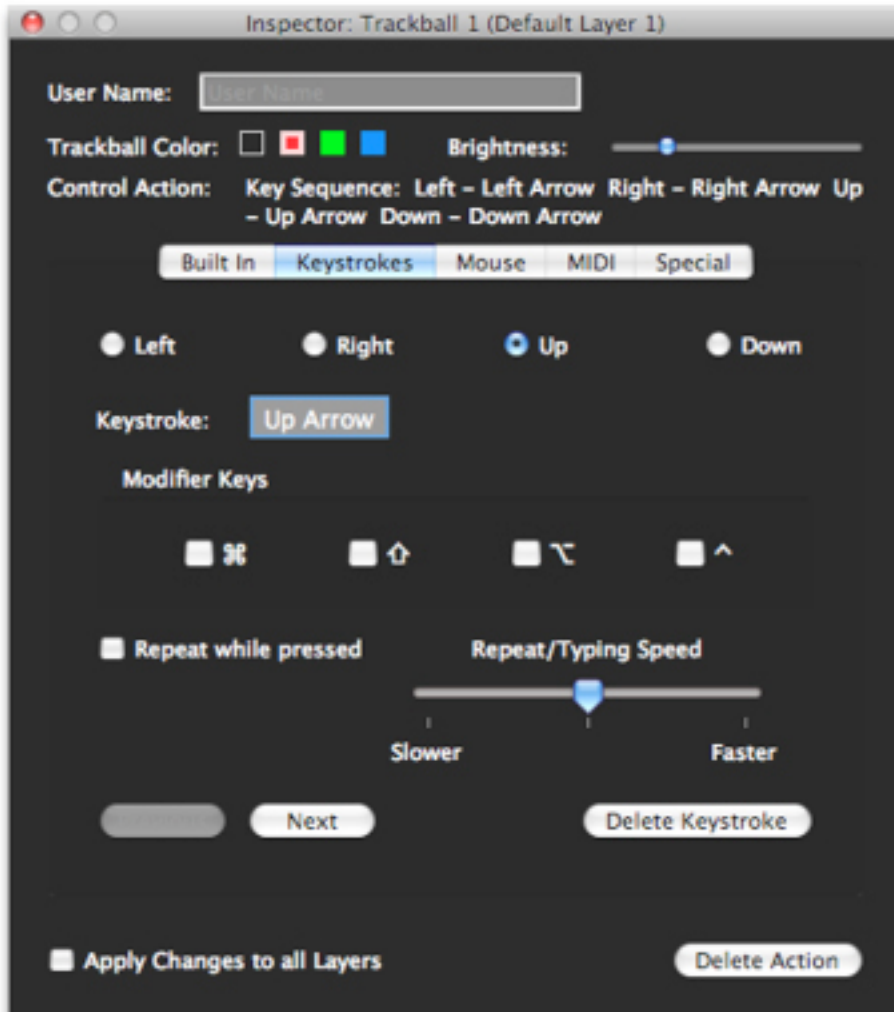 Inspector: Trackball 1 (Default Layer 1)
User Name: User Name
Trackball Color: Brightness:
Control Action: Key Sequence: Left – Left Arrow Right – Right Arrow Up
– Up Arrow Down – Down Arrow
Built In Keystrokes Mouse MIDI Special
Left Right Up Down
Keystroke: Up Arrow
Modifier Keys
⌘ ⇧ ⌥ ^
Repeat while pressed Repeat/Typing Speed
Slower Faster
Next Delete Keystroke
Apply Changes to all Layers Delete Action